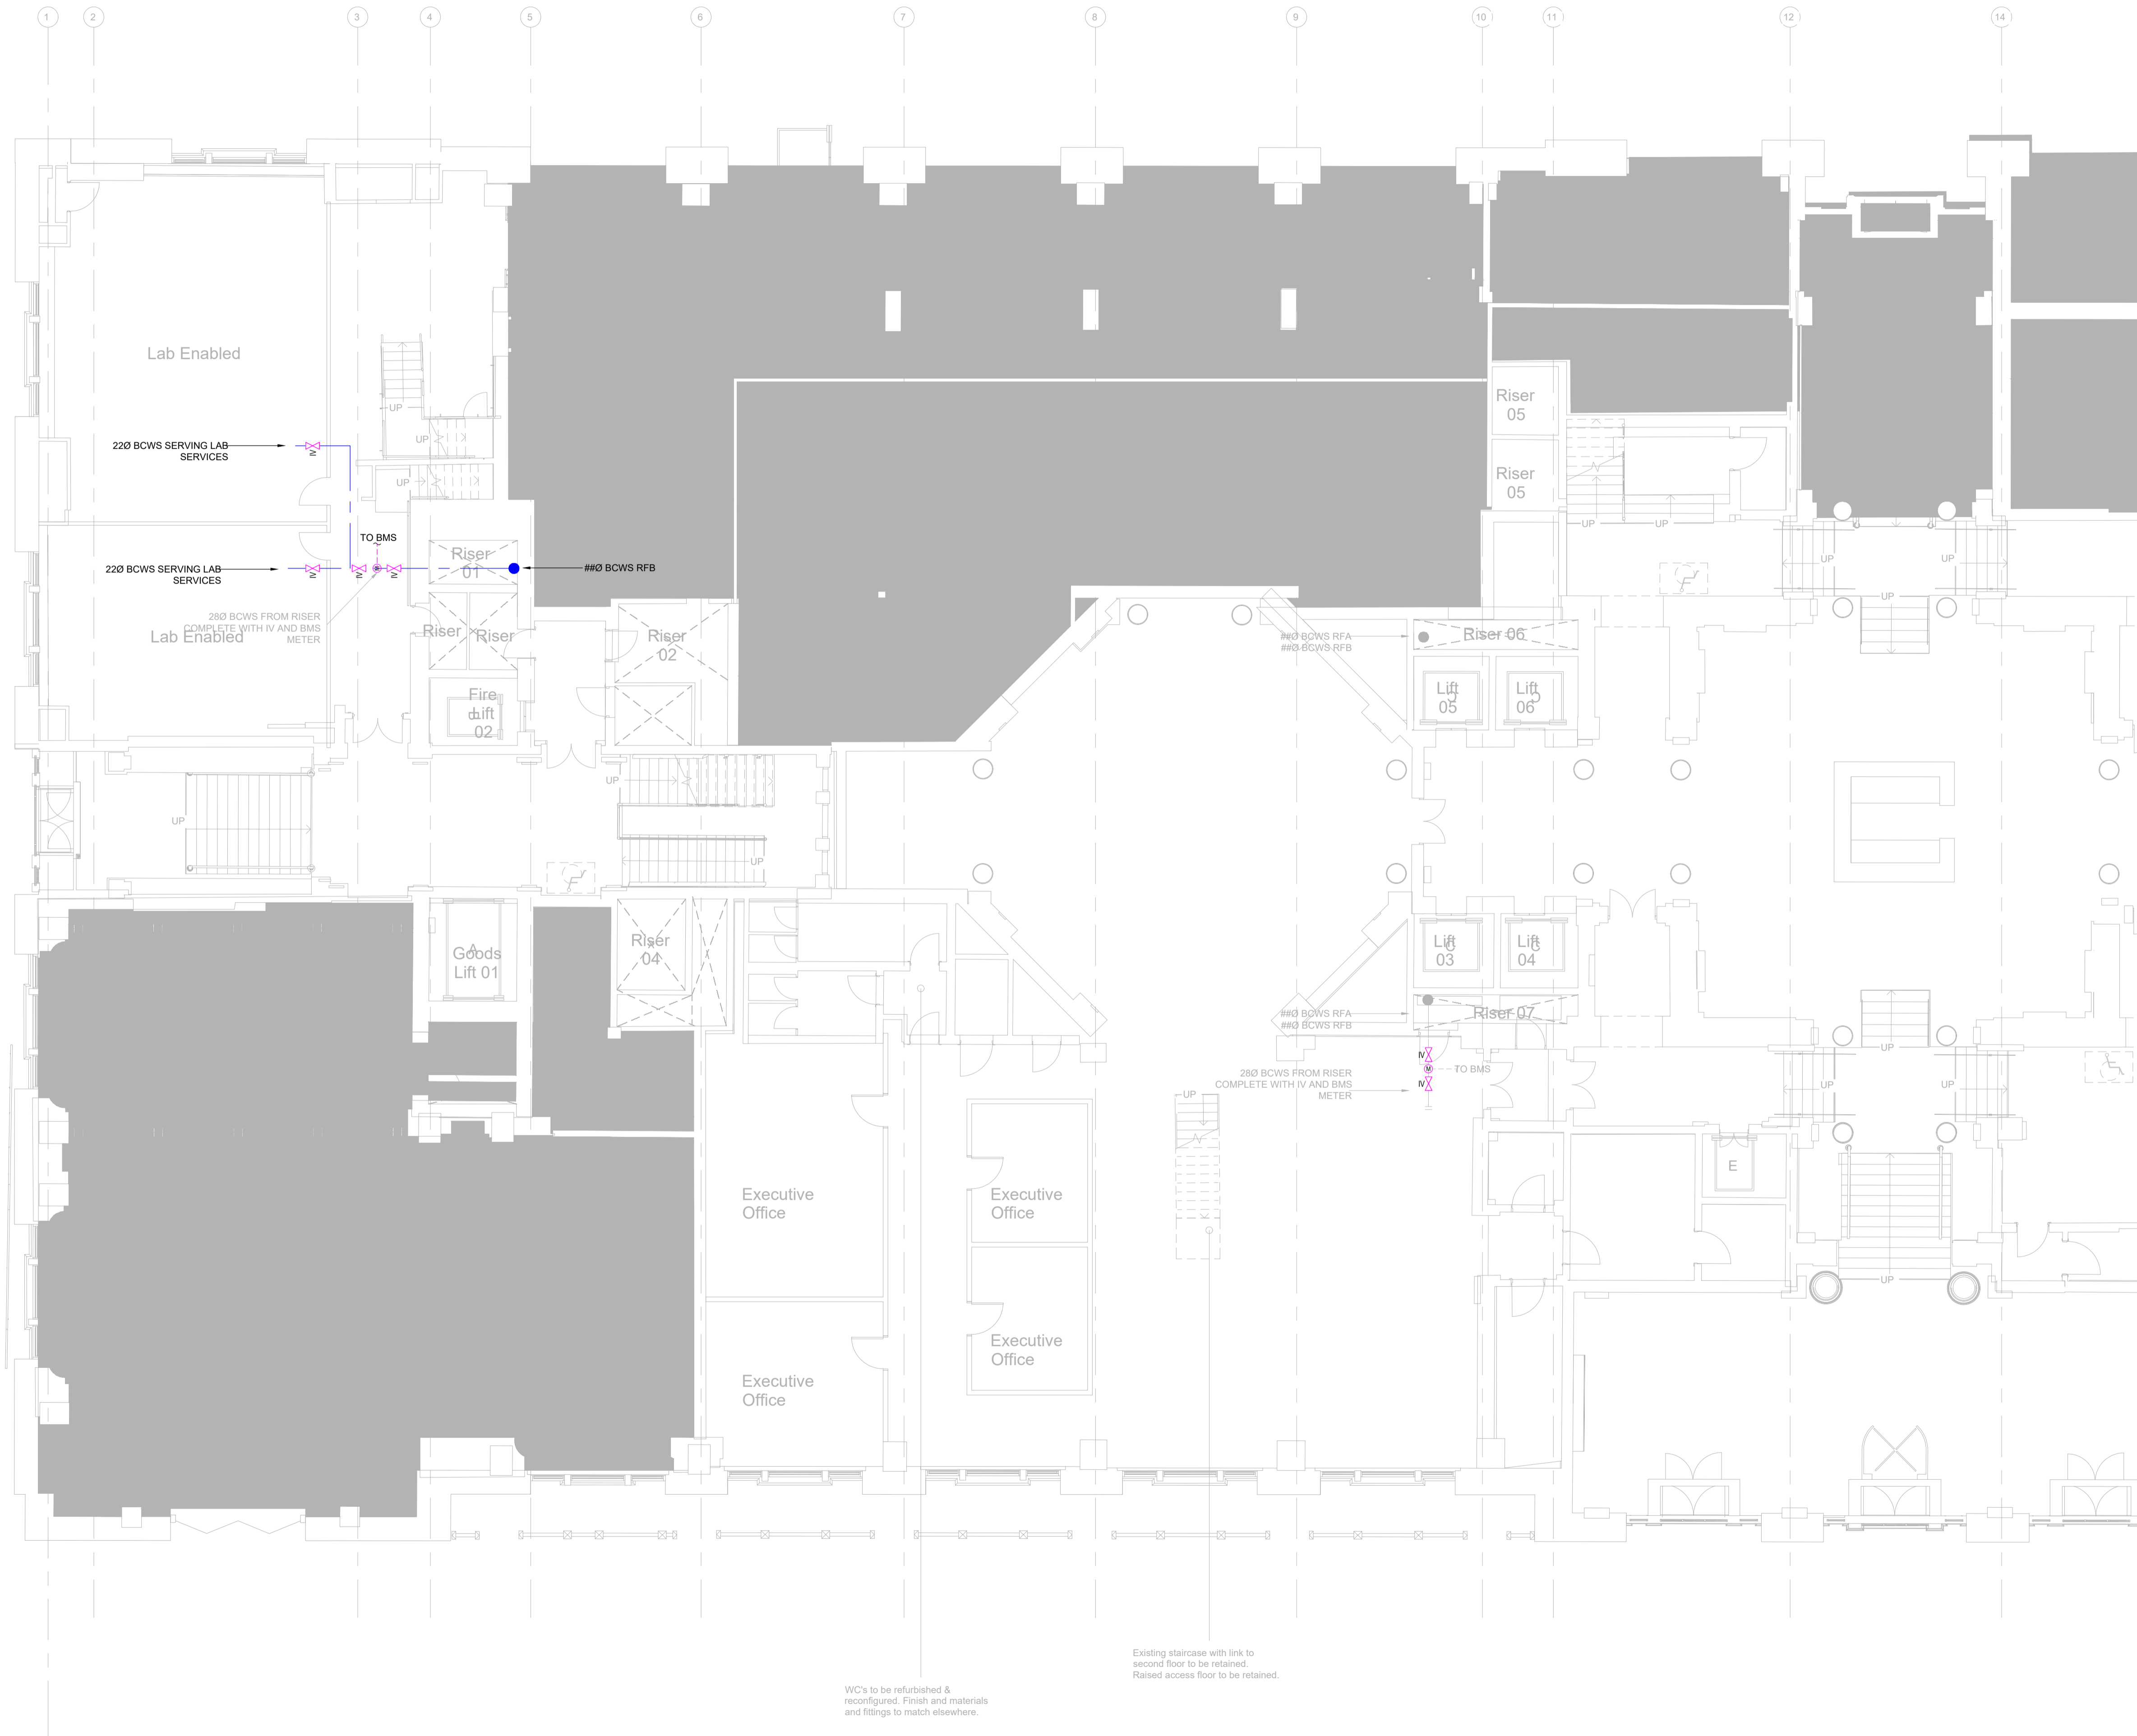 1 2 3 4 5 6 7 8 9 10 11 12 14
Lab Enabled
UP
UP
22Ø BCWS SERVING LAB
SERVICES
IV
UP
Riser
05
Riser
05
UP
UP
TO BMS
Riser
01
22Ø BCWS SERVING LAB
SERVICES
IV
IV
M
IV
##Ø BCWS RFB
28Ø BCWS FROM RISER
COMPLETE WITH IV AND BMS
METER
Lab Enabled
Riser
Riser
Riser
02
Fire
Lift
02
UP
UP
UP
##Ø BCWS RFA
##Ø BCWS RFB
Riser 06
Lift
05
C
Lift
06
C
UP
UP
UP
A
Goods
Lift 01
Riser
04
Lift
03
C
Lift
04
C
##Ø BCWS RFA
##Ø BCWS RFB
Riser 07
IV
M
TO BMS
IV
28Ø BCWS FROM RISER
COMPLETE WITH IV AND BMS
METER
UP
UP
UP
UP
E
Executive
Office
Executive
Office
UP
Executive
Office
Executive
Office
Existing staircase with link to
second floor to be retained.
Raised access floor to be retained.
WC's to be refurbished &
reconfigured. Finish and materials
and fittings to match elsewhere.